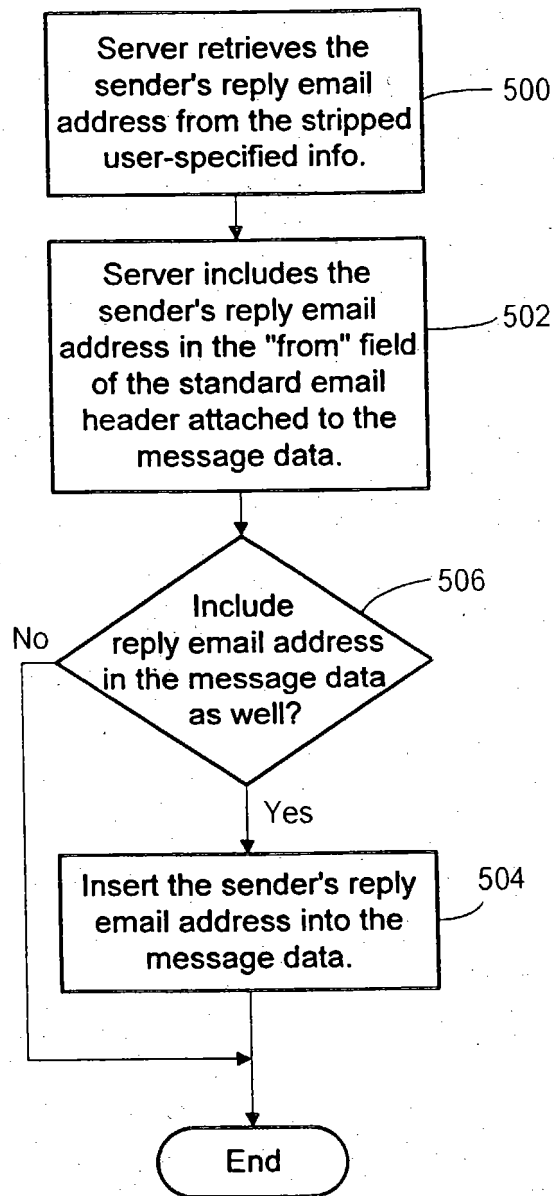 Server retrieves the
sender's reply email
address from the stripped
user-specified info.
500
Server includes the
sender's reply email
address in the "from" field
of the standard email
header attached to the
message data.
502
Include
reply email address
in the message data
as well?
506
No
Yes
Insert the sender's reply
email address into the
message data.
504
End